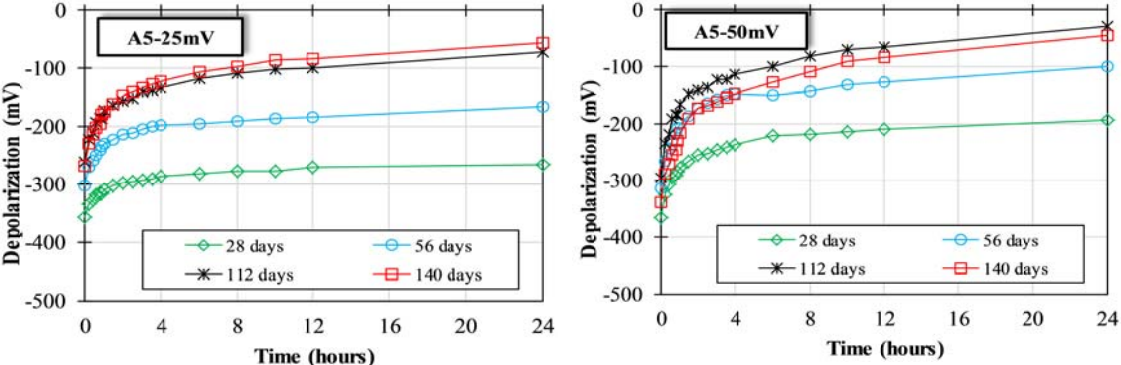 A5-25mV
Depolarization (mV)
0
-100
-200
-300
-400
-500
28 days
56 days
112 days
140 days
0
4
8
12
16
20
24
Time (hours)
A5-50mV
Depolarization (mV)
0
-100
-200
-300
-400
-500
28 days
56 days
112 days
140 days
0
4
8
12
16
20
24
Time (hours)